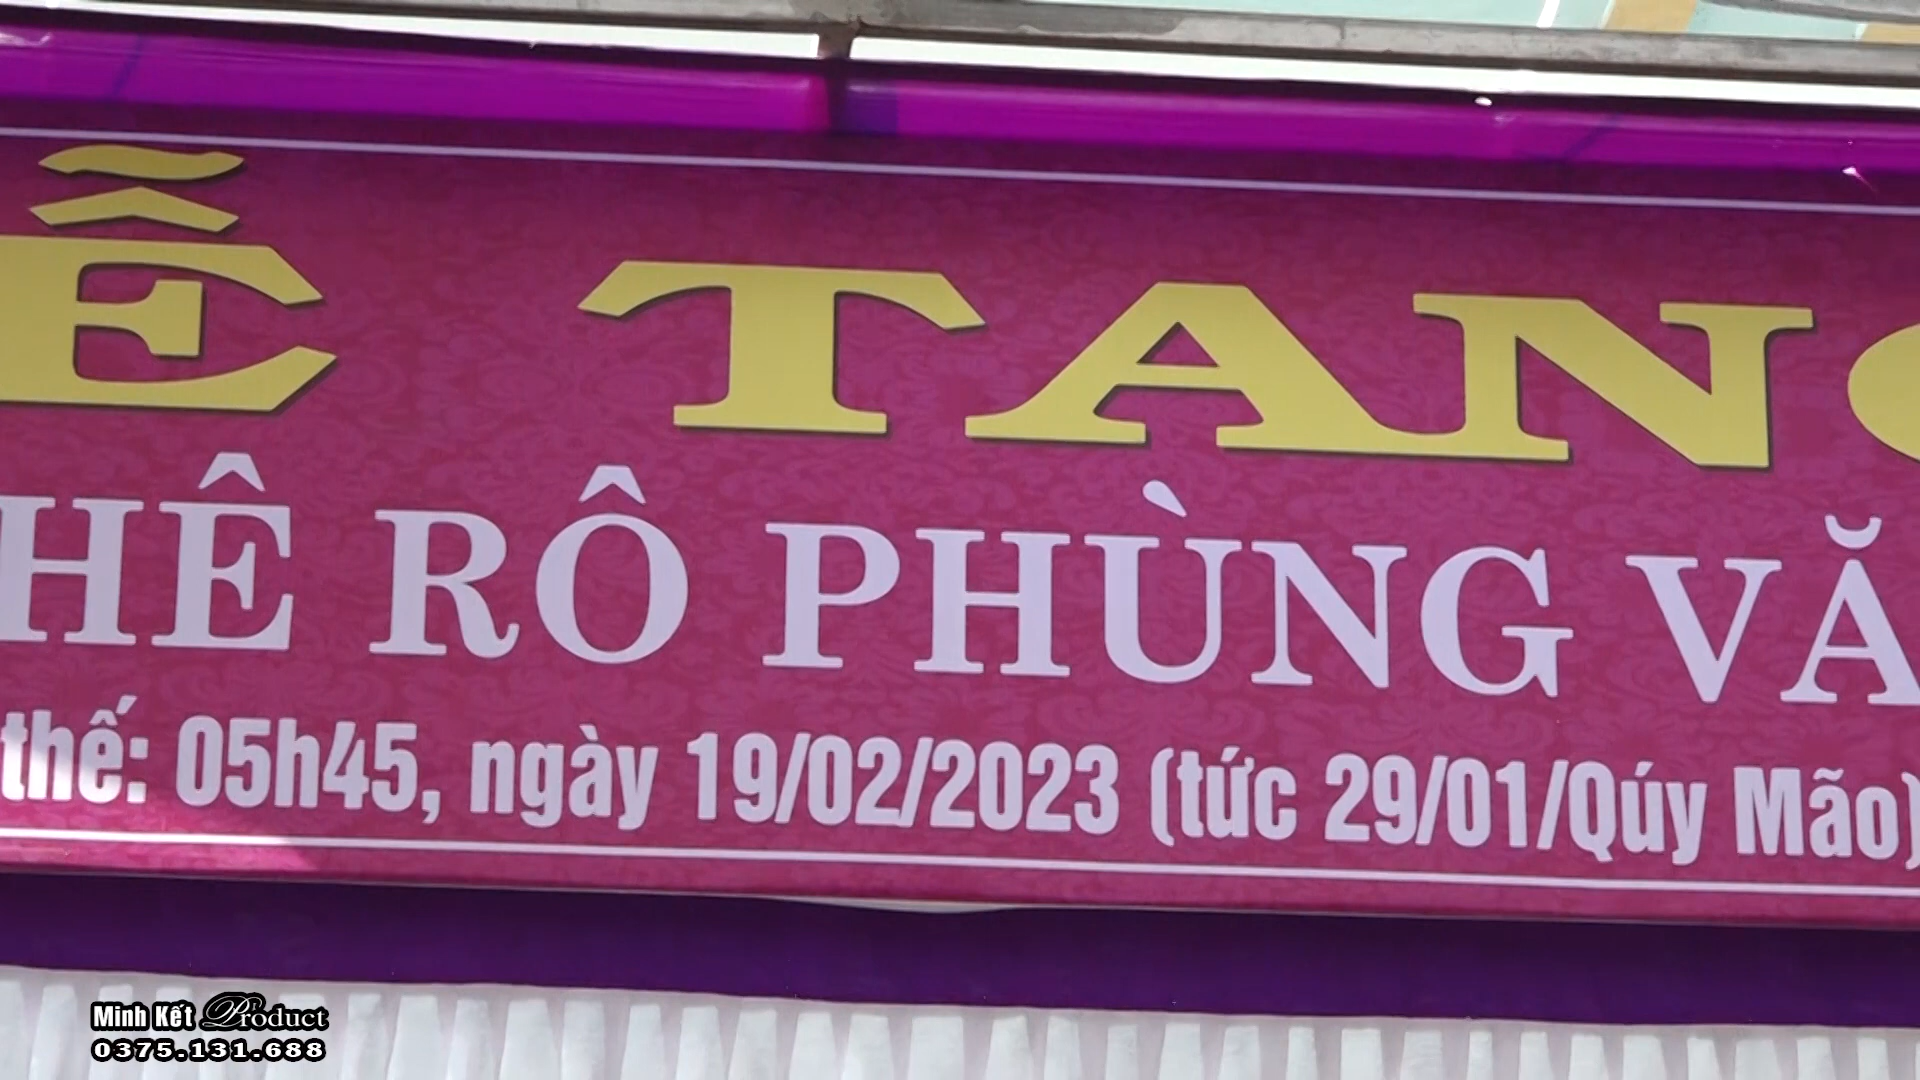 Ễ TANG
HÊ RÔ PHÙNG VĂ
thế: 05h45, ngày 19/02/2023 (tức 29/01/Qúy Mão)
Minh Kết Product
0375.131.688